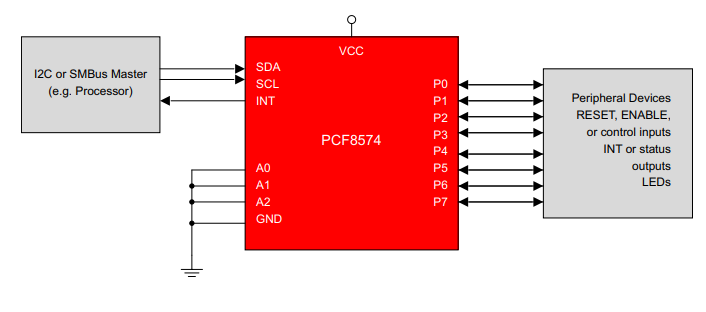 VCC
I2C or SMBus Master
(e.g. Processor)
SDA
SCL
INT
PCF8574
A0
A1
A2
GND
P0
P1
P2
P3
P4
P5
P6
P7
Peripheral Devices
RESET, ENABLE,
or control inputs
INT or status
outputs
LEDs